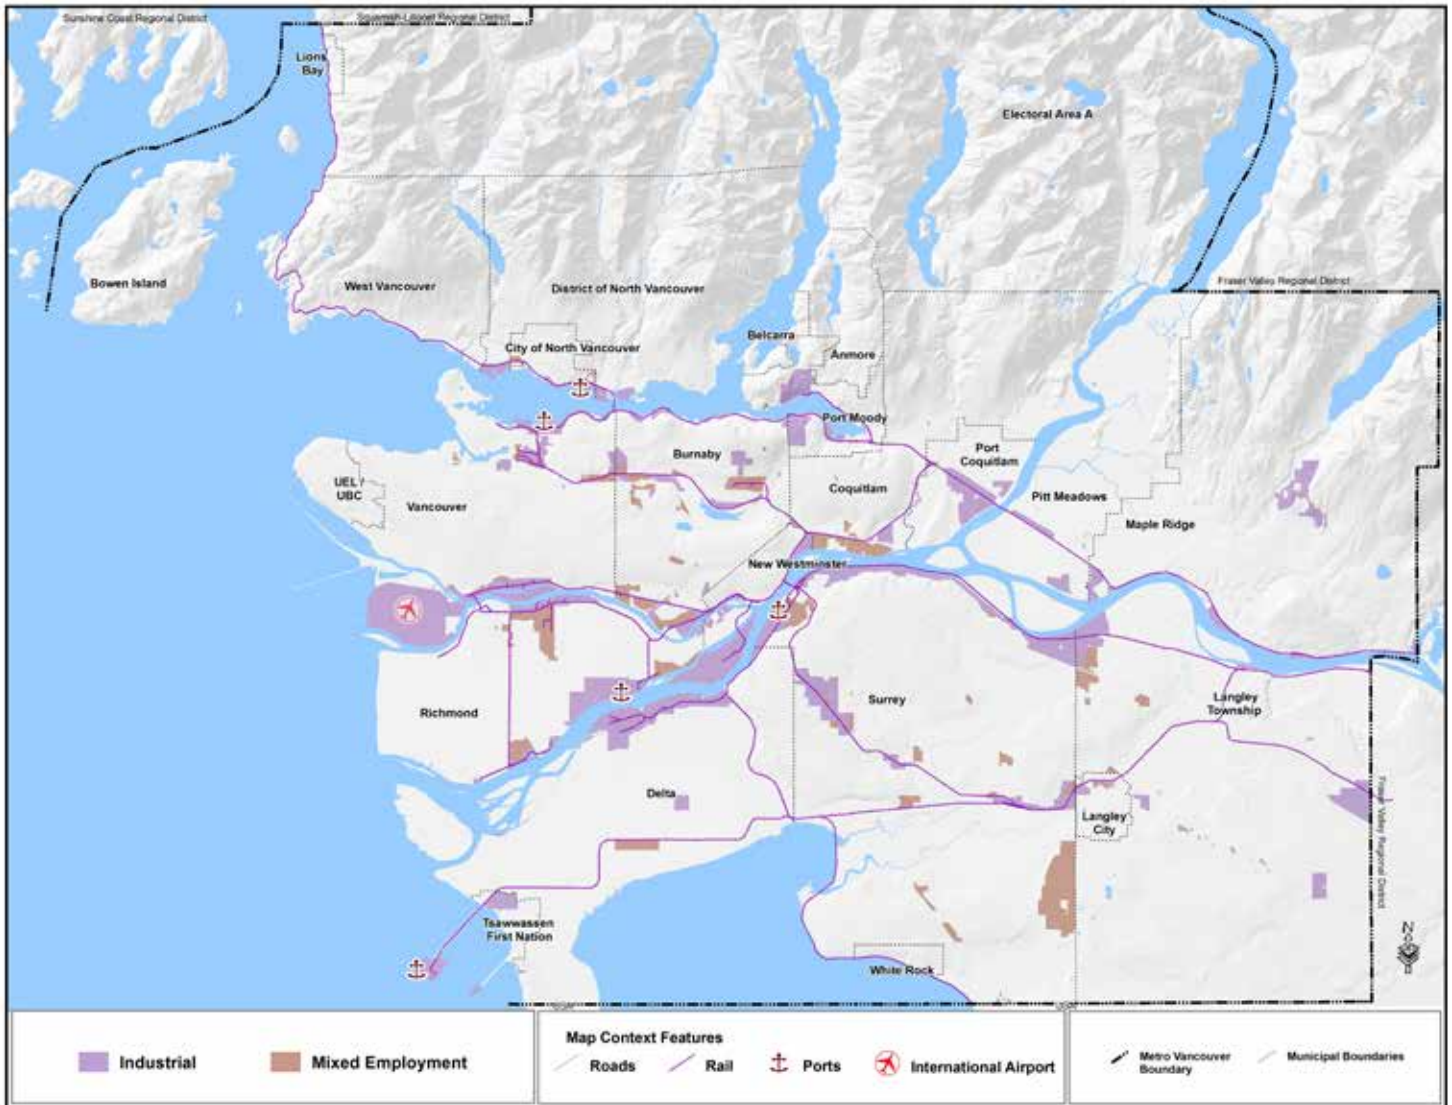 Sunshine Coast Regional District
Squamish-Lillooet Regional District
Lions
Bay
Electoral Area A
Bowen Island
West Vancouver
District of North Vancouver
Fraser Valley Regional District
City of North Vancouver
Belcarra
Anmore
Port Moody
Burnaby
Port
Coquitlam
UEL /
UBC
Vancouver
Coquitlam
Pitt Meadows
Maple Ridge
New Westminster
Richmond
Surrey
Langley
Township
Delta
Langley
City
Fraser Valley Regional District
Tsawwassen
First Nation
White Rock
N
Industrial
Mixed Employment
Map Context Features
Roads
Rail
Ports
International Airport
Metro Vancouver
Boundary
Municipal Boundaries